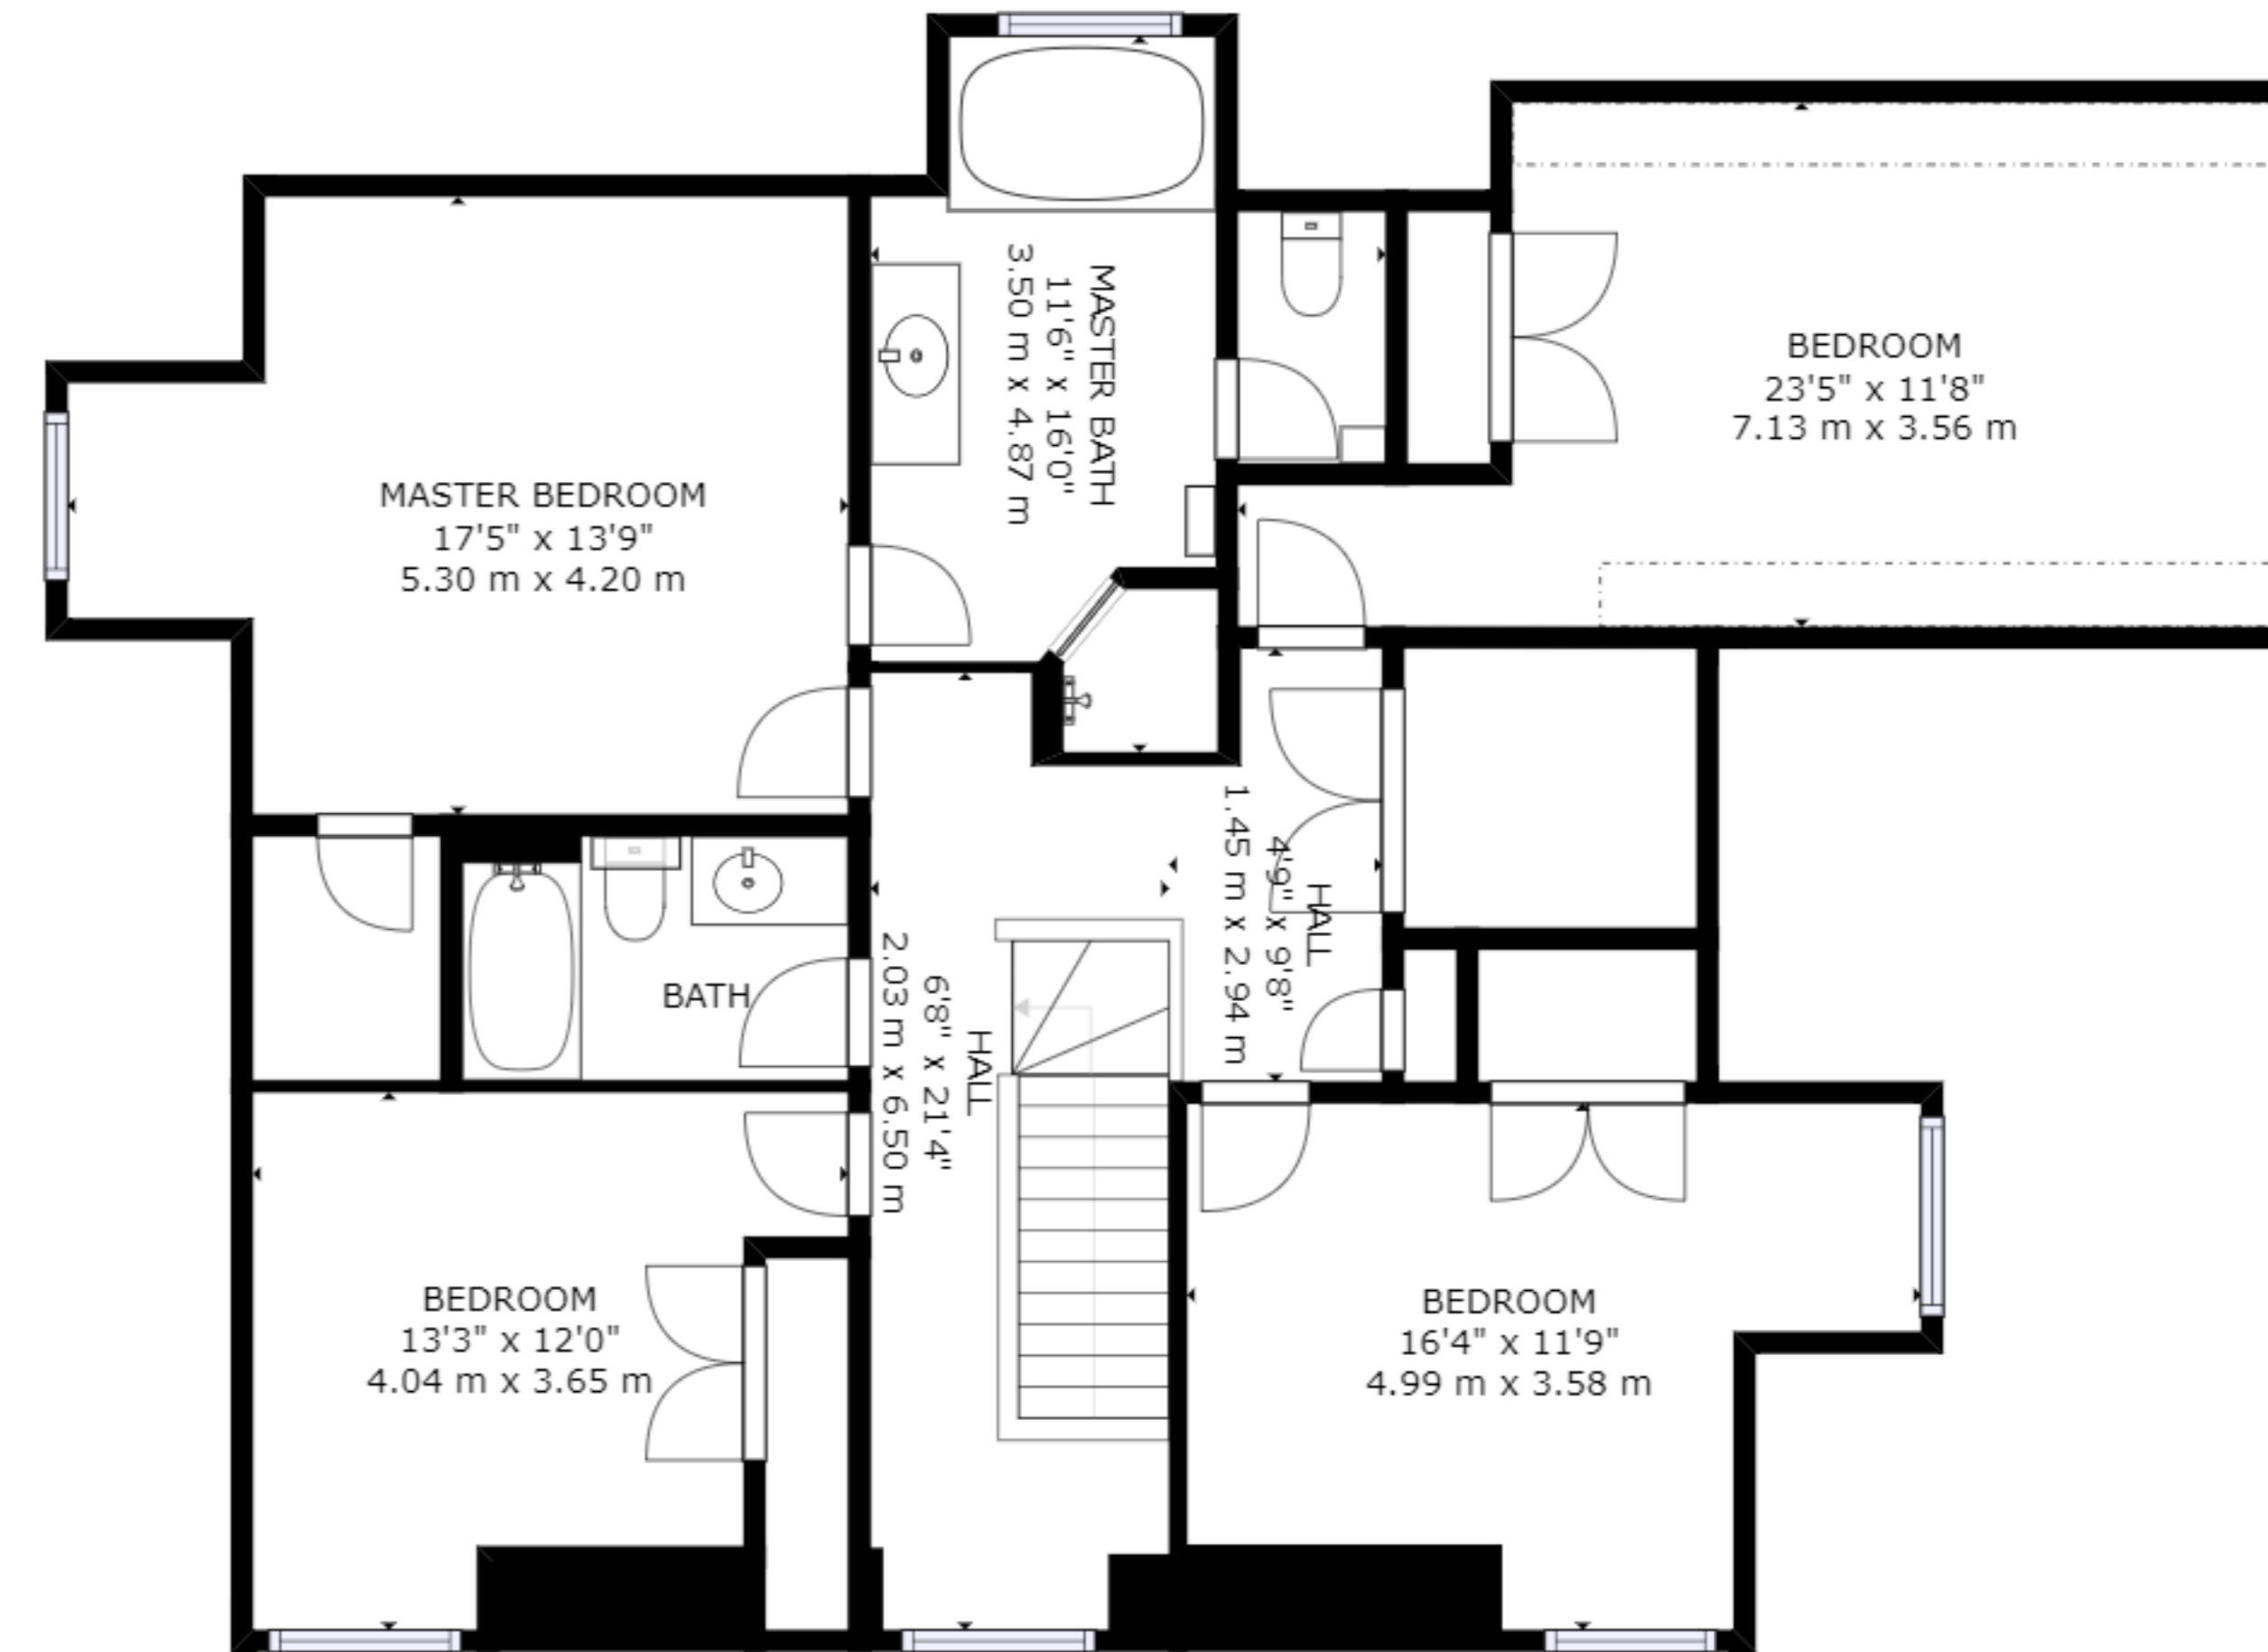 MASTER BATH
11'6" x 16'0"
3.50 m x 4.87 m
BEDROOM
23'5" x 11'8"
7.13 m x 3.56 m
MASTER BEDROOM
17'5" x 13'9"
5.30 m x 4.20 m
HALL
4'9" x 9'8"
1.45 m x 2.94 m
BATH
HALL
6'8" x 21'4"
2.03 m x 6.50 m
BEDROOM
13'3" x 12'0"
4.04 m x 3.65 m
BEDROOM
16'4" x 11'9"
4.99 m x 3.58 m